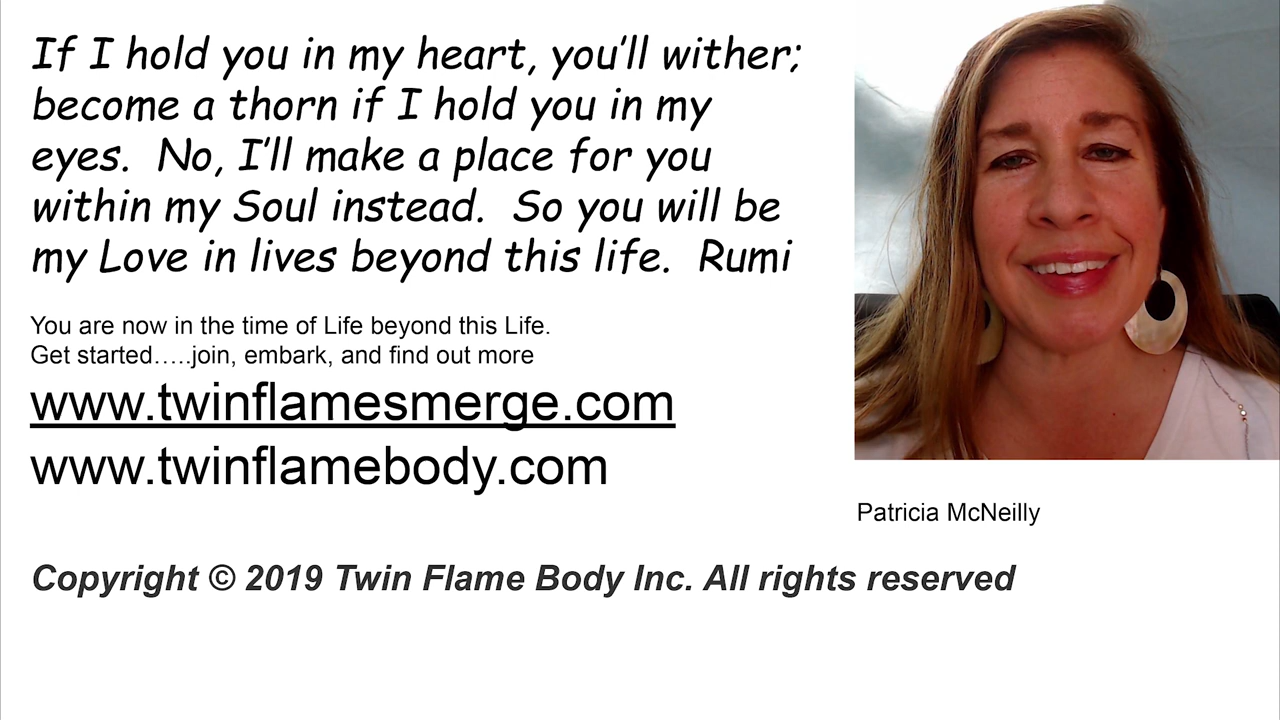 If I hold you in my heart, you’ll wither;
become a thorn if I hold you in my
eyes.  No, I’ll make a place for you
within my Soul instead.  So you will be
my Love in lives beyond this life.  Rumi
You are now in the time of Life beyond this Life.
Get started…..join, embark, and find out more
www.twinflamesmerge.com
www.twinflamebody.com
Patricia McNeilly
Copyright © 2019 Twin Flame Body Inc. All rights reserved